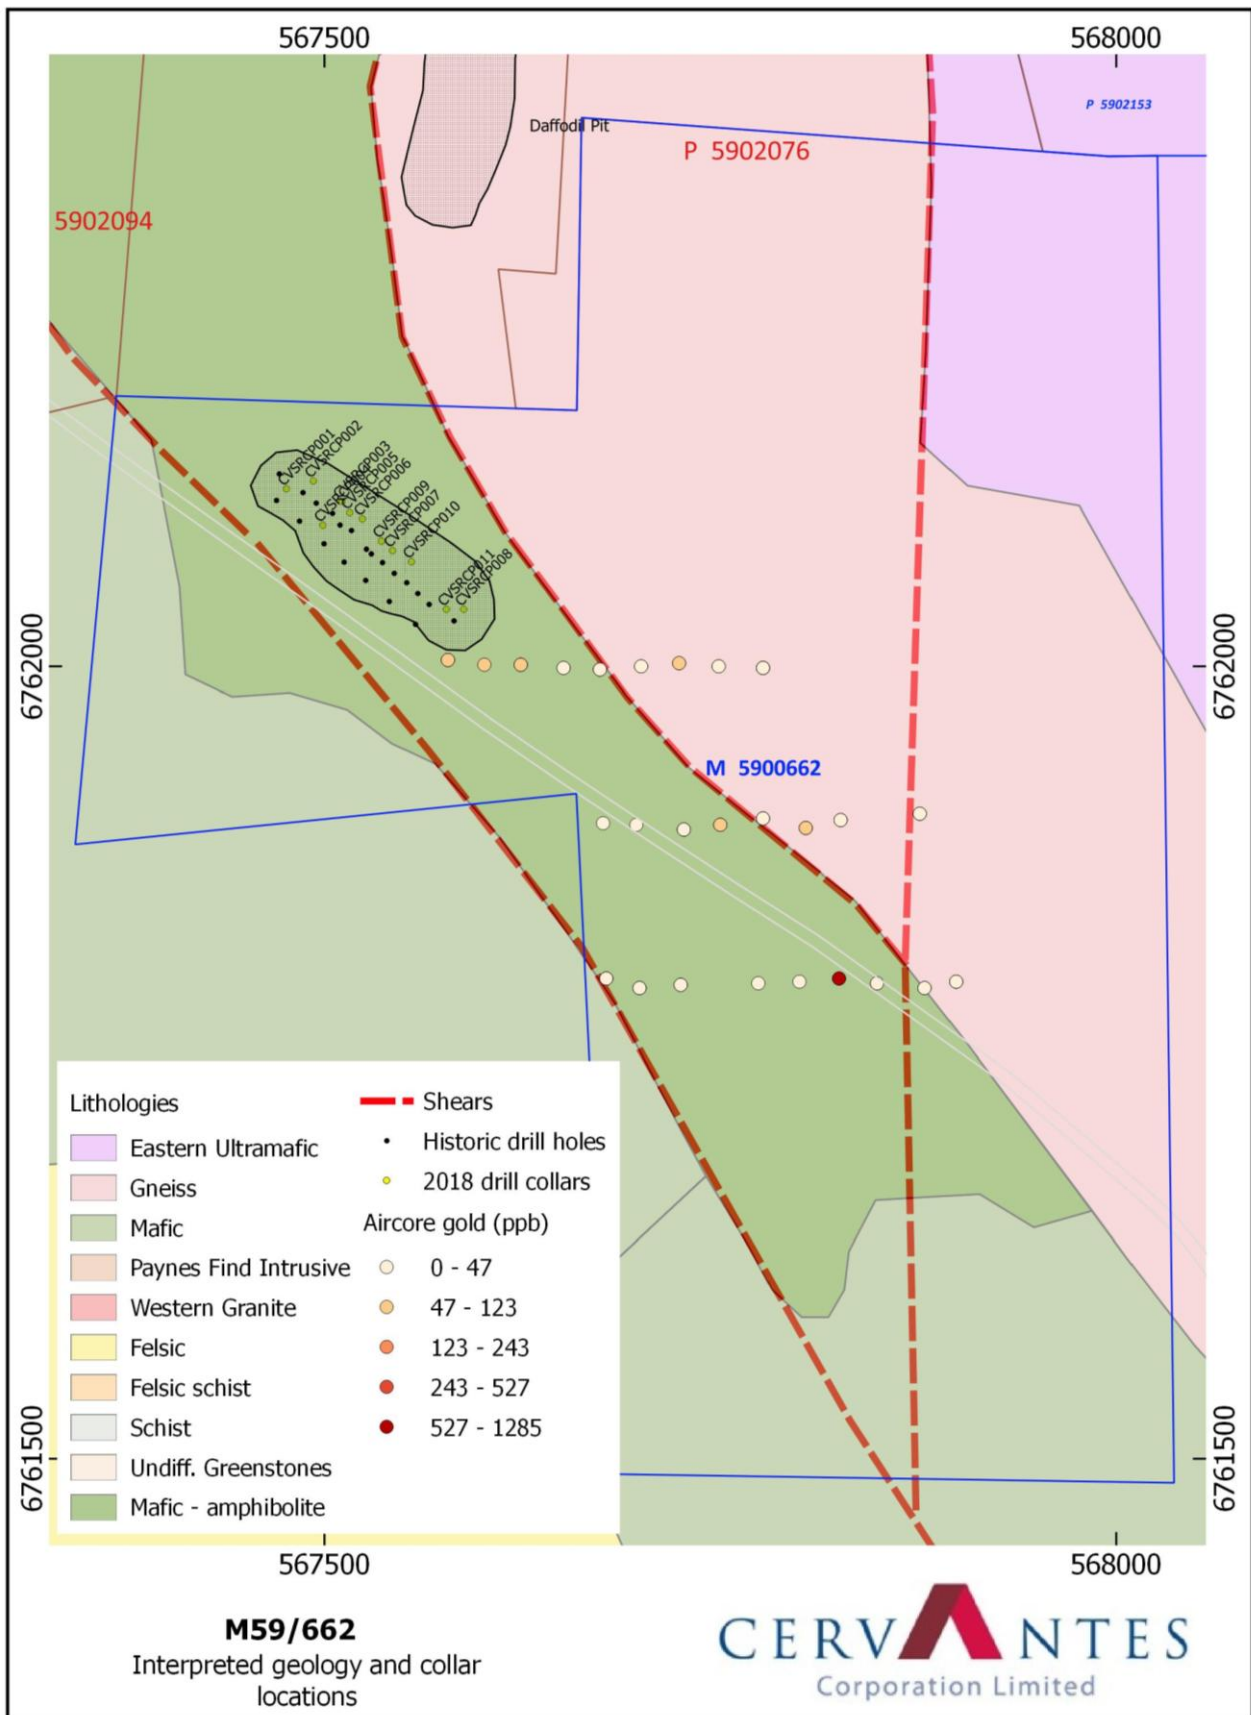 567500
568000
P 5902153
Daffodil Pit
P 5902076
5902094
CVSRCP001
CVSRCP002
CVSRCP003
CVSRCP005
CVSRCP006
CVSRCP009
CVSRCP007
CVSRCP010
CVSRCP011
CVSRCP008
6762000
6762000
M 5900662
Lithologies
Eastern Ultramafic
Gneiss
Mafic
Paynes Find Intrusive
Western Granite
Felsic
Felsic schist
Schist
Undiff. Greenstones
Mafic - amphibolite
Shears
Historic drill holes
2018 drill collars
Aircore gold (ppb)
0 - 47
47 - 123
123 - 243
243 - 527
527 - 1285
6761500
6761500
567500
568000
M59/662
Interpreted geology and collar
locations
CERVANTES
Corporation Limited